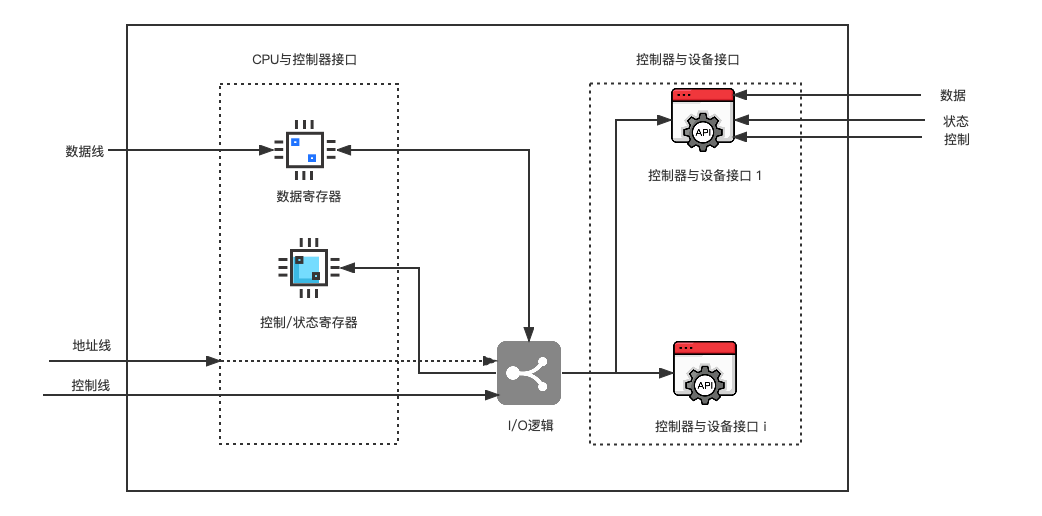 CPU与控制器接口
控制器与设备接口
数据
状态
控制
API
数据线
控制器与设备接口 1
数据寄存器
控制/状态寄存器
地址线
控制线
API
I/O逻辑
控制器与设备接口 i